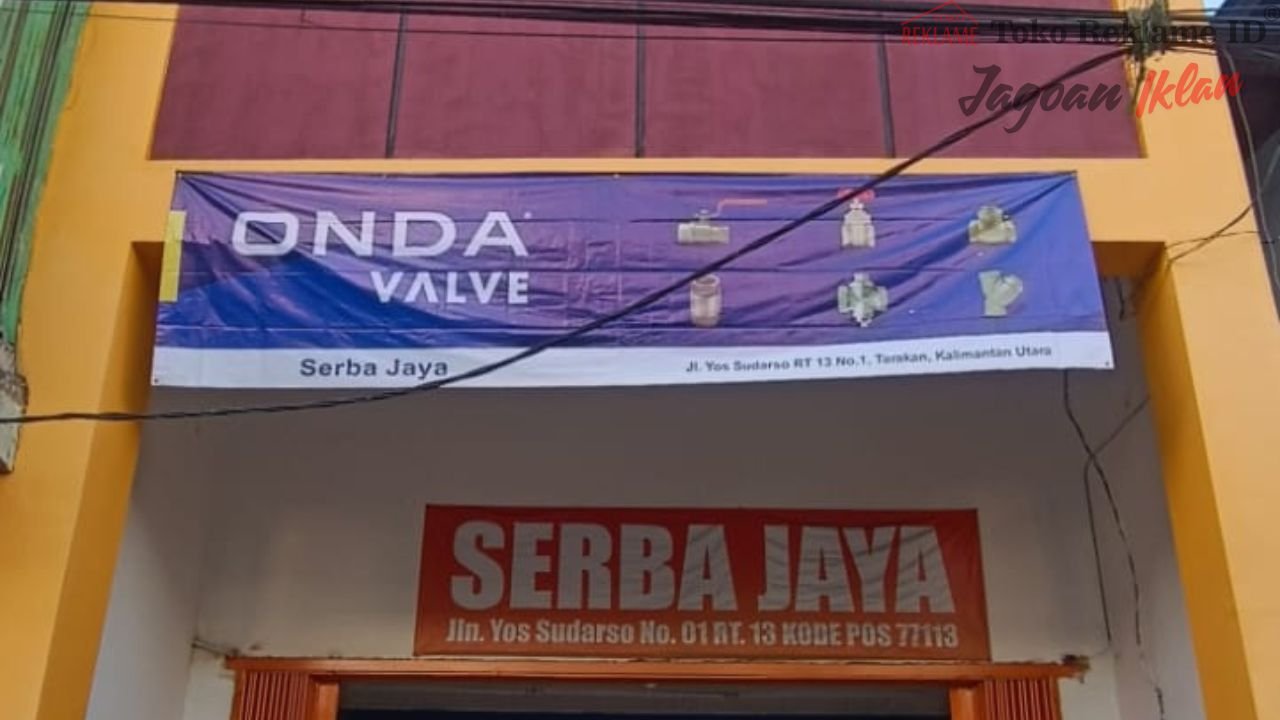 REKLAME Toko Reklame ID ©
Jagoan Iklan
ONDA
VALVE
Serba Jaya
Jl. Yos Sudarso RT 13 No.1, Tarakan, Kalimantan Utara
SERBA JAYA
Jln. Yos Sudarso No. 01 RT. 13 KODE POS 77113